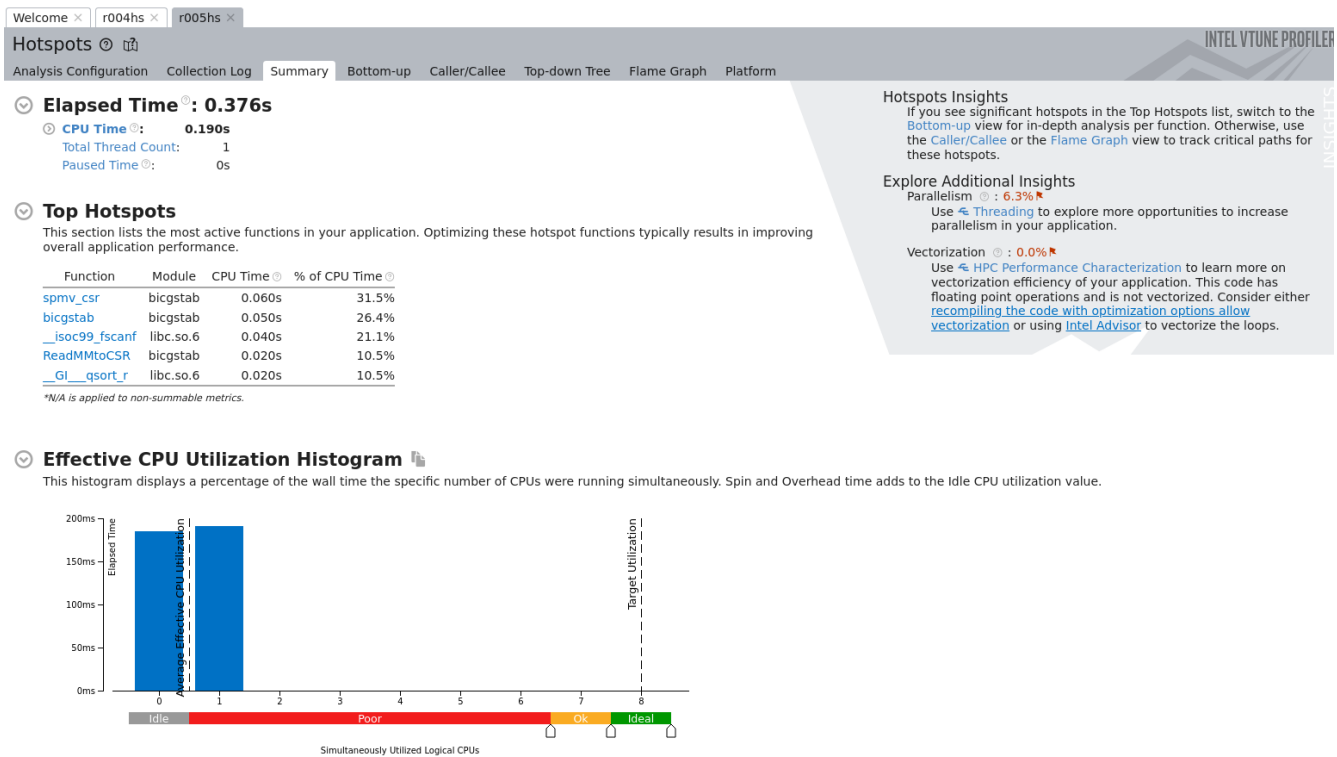 Welcome × r004hs × r005hs ×
Hotspots
INTEL VTUNE PROFILER
Analysis Configuration Collection Log Summary Bottom-up Caller/Callee Top-down Tree Flame Graph Platform
Elapsed Time : 0.376s
CPU Time : 0.190s
Total Thread Count: 1
Paused Time : 0s
Top Hotspots
This section lists the most active functions in your application. Optimizing these hotspot functions typically results in improving
overall application performance.
Function Module CPU Time % of CPU Time
spmv_csr bicgstab 0.060s 31.5%
bicgstab bicgstab 0.050s 26.4%
__isoc99_fscanf libc.so.6 0.040s 21.1%
ReadMMtoCSR bicgstab 0.020s 10.5%
__GI___qsort_r libc.so.6 0.020s 10.5%
*N/A is applied to non-summable metrics.
Hotspots Insights
If you see significant hotspots in the Top Hotspots list, switch to the
Bottom-up view for in-depth analysis per function. Otherwise, use
the Caller/Callee or the Flame Graph view to track critical paths for
these hotspots.
Explore Additional Insights
Parallelism : 6.3%
Use Threading to explore more opportunities to increase
parallelism in your application.
Vectorization : 0.0%
Use HPC Performance Characterization to learn more on
vectorization efficiency of your application. This code has
floating point operations and is not vectorized. Consider either
recompiling the code with optimization options allow
vectorization or using Intel Advisor to vectorize the loops.
INSIGHTS
Effective CPU Utilization Histogram
This histogram displays a percentage of the wall time the specific number of CPUs were running simultaneously. Spin and Overhead time adds to the Idle CPU utilization value.
200ms
150ms
100ms
50ms
0ms
Elapsed Time
Average Effective CPU Utilization
Target Utilization
0 1 2 3 4 5 6 7 8
Idle Poor Ok Ideal
Simultaneously Utilized Logical CPUs